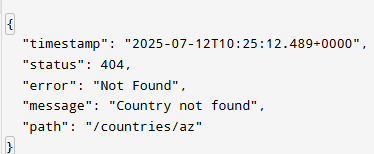 {
"timestamp": "2025-07-12T10:25:12.489+0000",
"status": 404,
"error": "Not Found",
"message": "Country not found",
"path": "/countries/az"
}